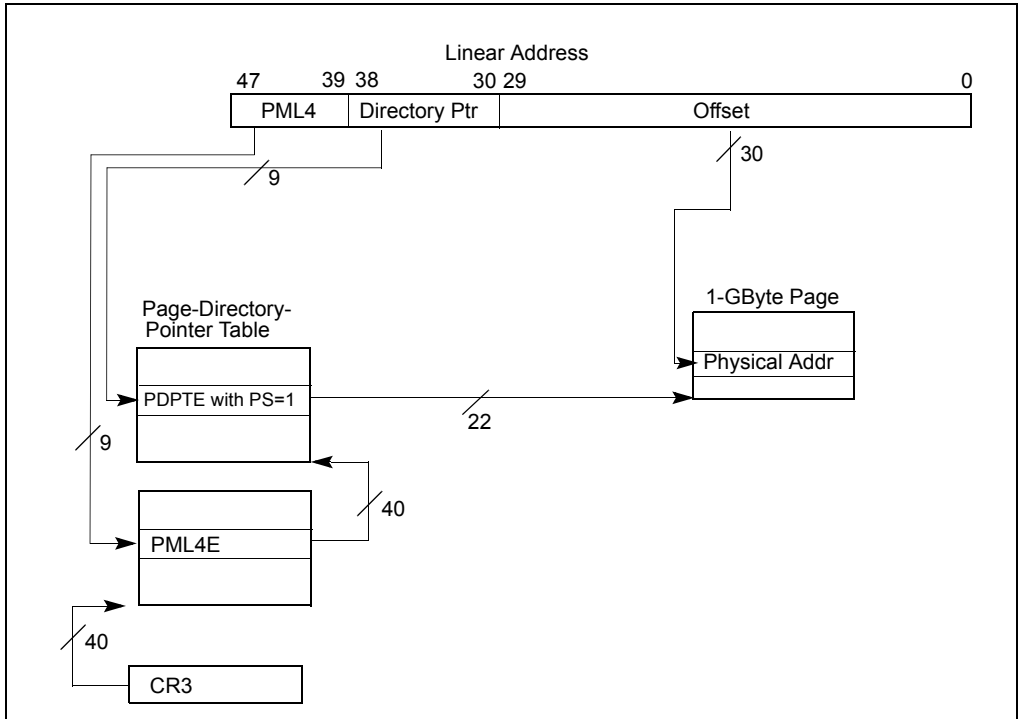 Linear Address
47 39 38 30 29 0
PML4 Directory Ptr Offset
9
30
Page-Directory-
Pointer Table
1-GByte Page
Physical Addr
PDPTE with PS=1
22
9
40
PML4E
40
CR3